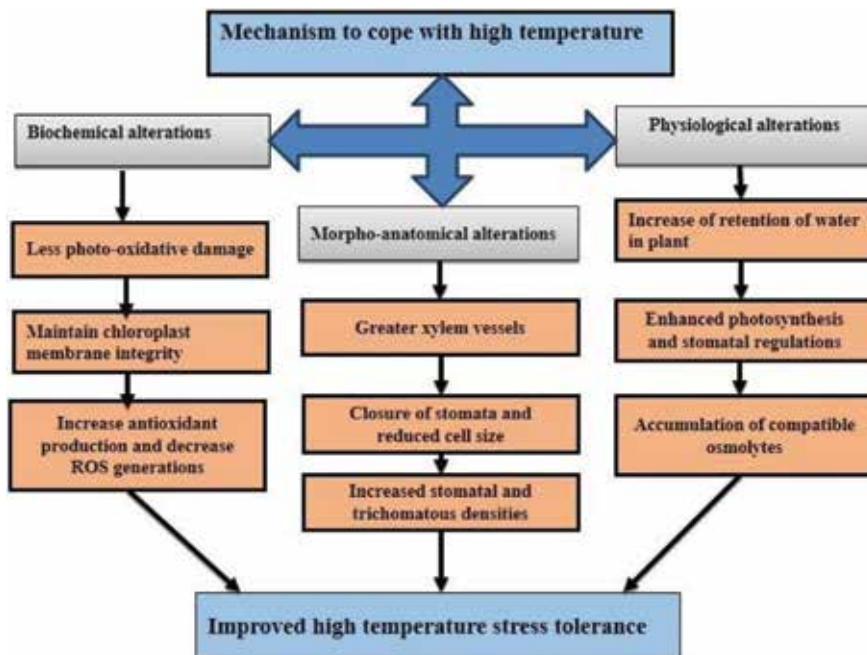 Mechanism to cope with high temperature
Biochemical alterations
Physiological alterations
Less photo-oxidative damage
Morpho-anatomical alterations
Increase of retention of water
in plant
Maintain chloroplast
membrane integrity
Greater xylem vessels
Enhanced photosynthesis
and stomatal regulations
Increase antioxidant
production and decrease
ROS generations
Closure of stomata and
reduced cell size
Accumulation of compatible
osmolytes
Increased stomatal and
trichomatous densities
Improved high temperature stress tolerance